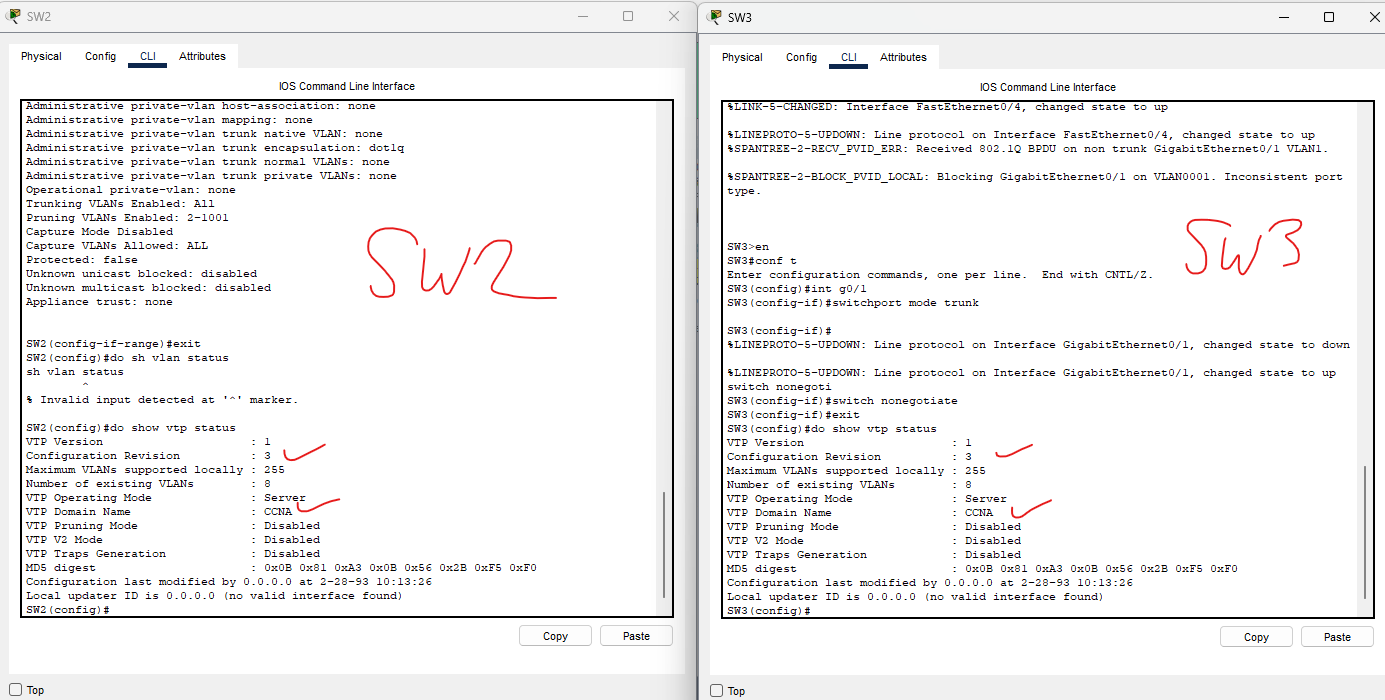 SW2
Physical Config CLI Attributes
IOS Command Line Interface
Administrative private-vlan host-association: none
Administrative private-vlan mapping: none
Administrative private-vlan trunk native VLAN: none
Administrative private-vlan trunk encapsulation: dot1q
Administrative private-vlan trunk normal VLANs: none
Administrative private-vlan trunk private VLANs: none
Operational private-vlan: none
Trunking VLANs Enabled: All
Pruning VLANs Enabled: 2-1001
Capture Mode Disabled
Capture VLANs Allowed: ALL
Protected: false
Unknown unicast blocked: disabled
Unknown multicast blocked: disabled
Appliance trust: none
SW2
SW2(config-if-range)#exit
SW2(config)#do sh vlan status
sh vlan status
^
% Invalid input detected at '^' marker.
SW2(config)#do show vtp status
VTP Version : 1
Configuration Revision : 3
Maximum VLANs supported locally : 255
Number of existing VLANs : 8
VTP Operating Mode : Server
VTP Domain Name : CCNA
VTP Pruning Mode : Disabled
VTP V2 Mode : Disabled
VTP Traps Generation : Disabled
MD5 digest : 0x0B 0x81 0xA3 0x0B 0x56 0x2B 0xF5 0xF0
Configuration last modified by 0.0.0.0 at 2-28-93 10:13:26
Local updater ID is 0.0.0.0 (no valid interface found)
SW2(config)#
Copy Paste
Top
SW3
Physical Config CLI Attributes
IOS Command Line Interface
%LINK-5-CHANGED: Interface FastEthernet0/4, changed state to up
%LINEPROTO-5-UPDOWN: Line protocol on Interface FastEthernet0/4, changed state to up
%SPANTREE-2-RECV_PVID_ERR: Received 802.1Q BPDU on non trunk GigabitEthernet0/1 VLAN1.
%SPANTREE-2-BLOCK_PVID_LOCAL: Blocking GigabitEthernet0/1 on VLAN0001. Inconsistent port
type.
SW3
SW3>en
SW3#conf t
Enter configuration commands, one per line. End with CNTL/Z.
SW3(config)#int g0/1
SW3(config-if)#switchport mode trunk
SW3(config-if)#
%LINEPROTO-5-UPDOWN: Line protocol on Interface GigabitEthernet0/1, changed state to down
%LINEPROTO-5-UPDOWN: Line protocol on Interface GigabitEthernet0/1, changed state to up
switch nonegoti
SW3(config-if)#switch nonegotiate
SW3(config-if)#exit
SW3(config)#do show vtp status
VTP Version : 1
Configuration Revision : 3
Maximum VLANs supported locally : 255
Number of existing VLANs : 8
VTP Operating Mode : Server
VTP Domain Name : CCNA
VTP Pruning Mode : Disabled
VTP V2 Mode : Disabled
VTP Traps Generation : Disabled
MD5 digest : 0x0B 0x81 0xA3 0x0B 0x56 0x2B 0xF5 0xF0
Configuration last modified by 0.0.0.0 at 2-28-93 10:13:26
Local updater ID is 0.0.0.0 (no valid interface found)
SW3(config)#
Copy Paste
Top